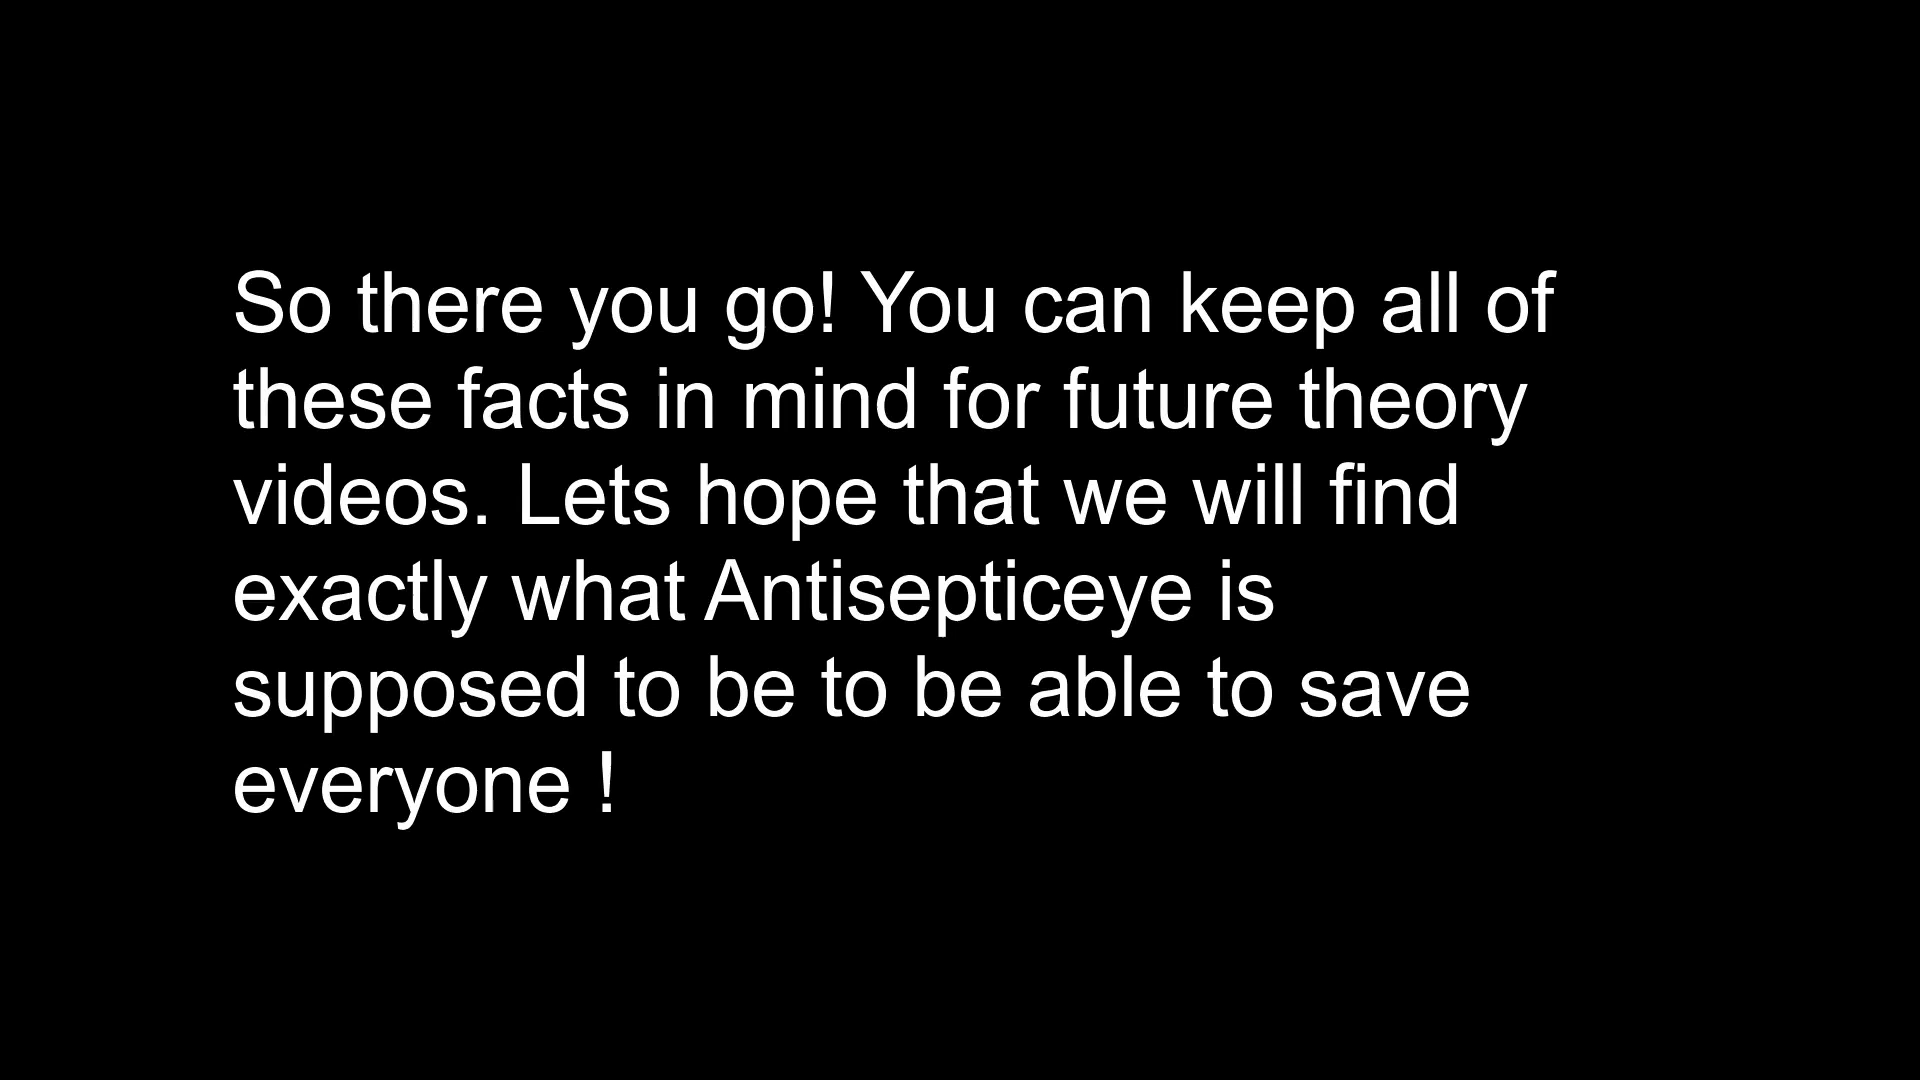 So there you go! You can keep all of
these facts in mind for future theory
videos. Lets hope that we will find
exactly what Antisepticeye is
supposed to be to be able to save
everyone !